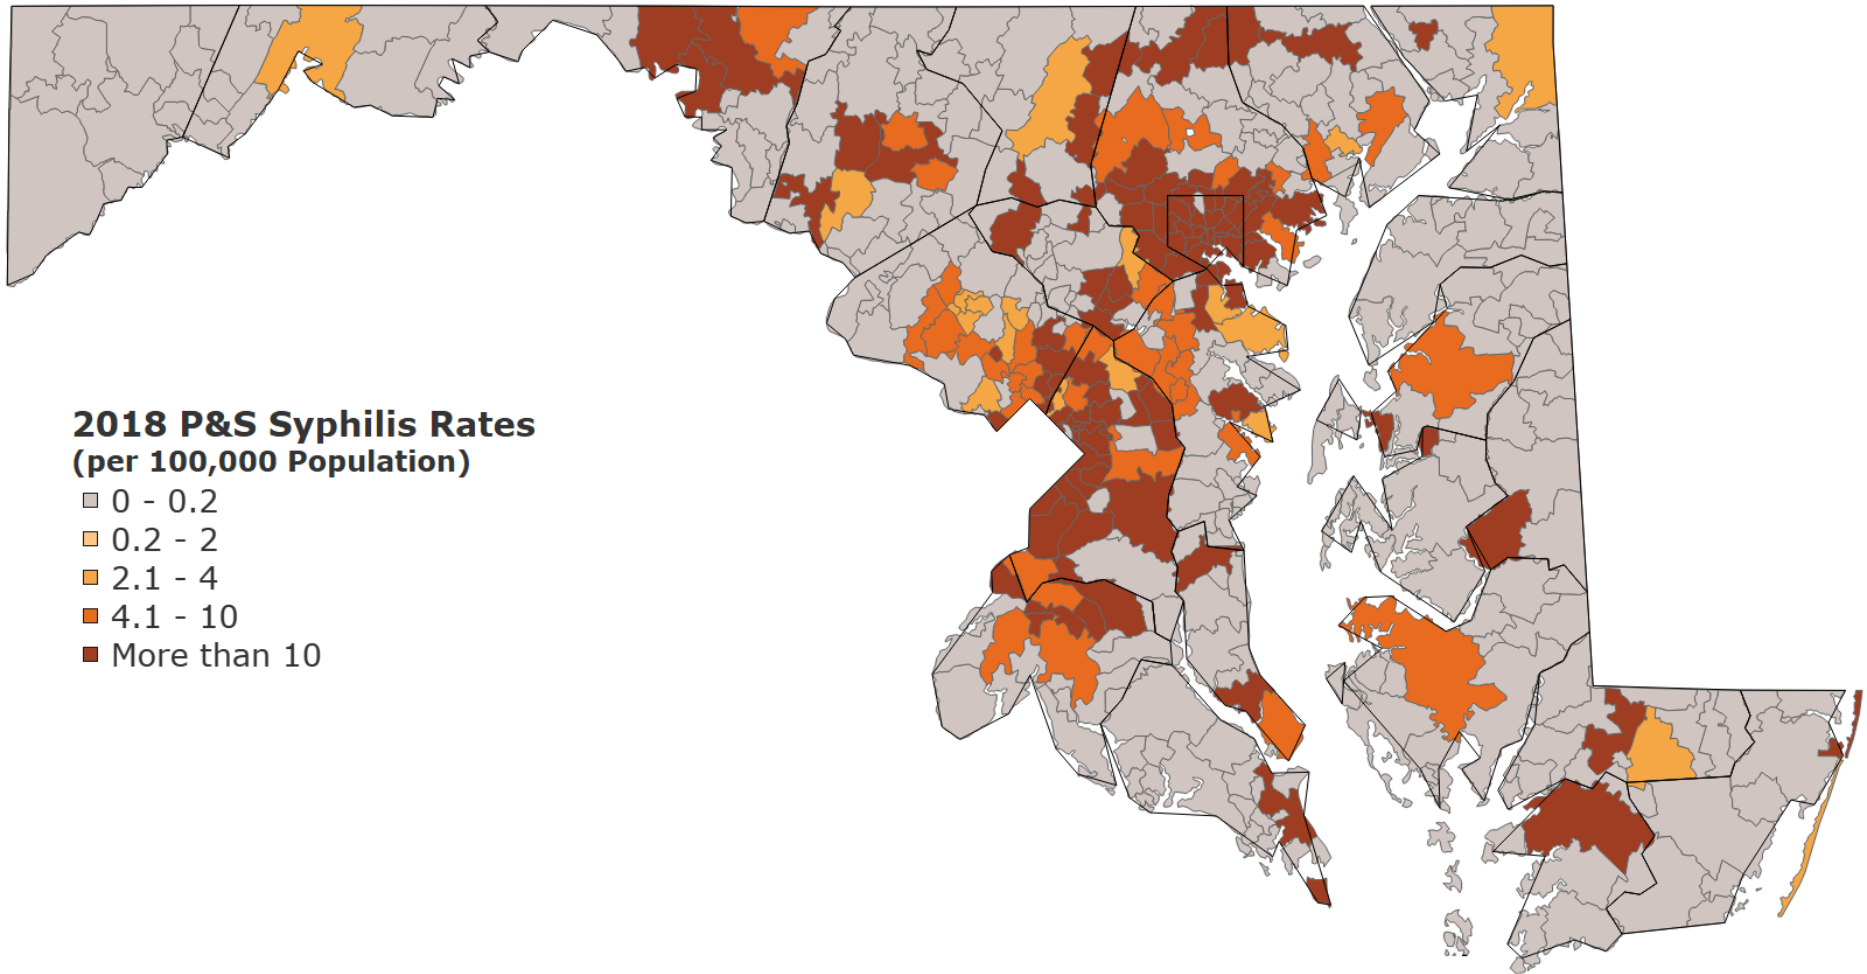 2018 P&S Syphilis Rates
(per 100,000 Population)
0 - 0.2
0.2 - 2
2.1 - 4
4.1 - 10
More than 10